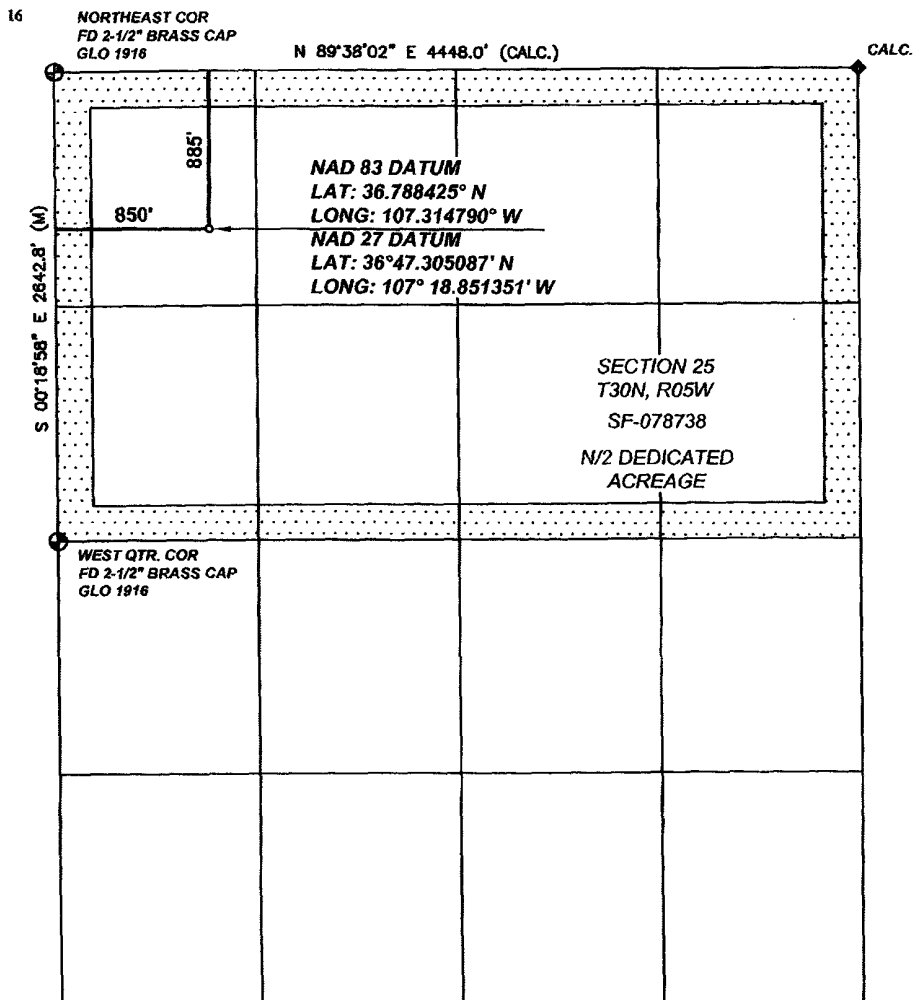 16
NORTHEAST COR
FD 2-1/2" BRASS CAP
GLO 1916
N 89°38'02" E 4448.0' (CALC.)
CALC.
885'
850'
NAD 83 DATUM
LAT: 36.788425° N
LONG: 107.314790° W
NAD 27 DATUM
LAT: 36°47.305087' N
LONG: 107° 18.851351' W
S 00°18'58" E 2642.8' (M)
SECTION 25
T30N, R05W
SF-078738
N/2 DEDICATED
ACREAGE
WEST QTR. COR
FD 2-1/2" BRASS CAP
GLO 1916